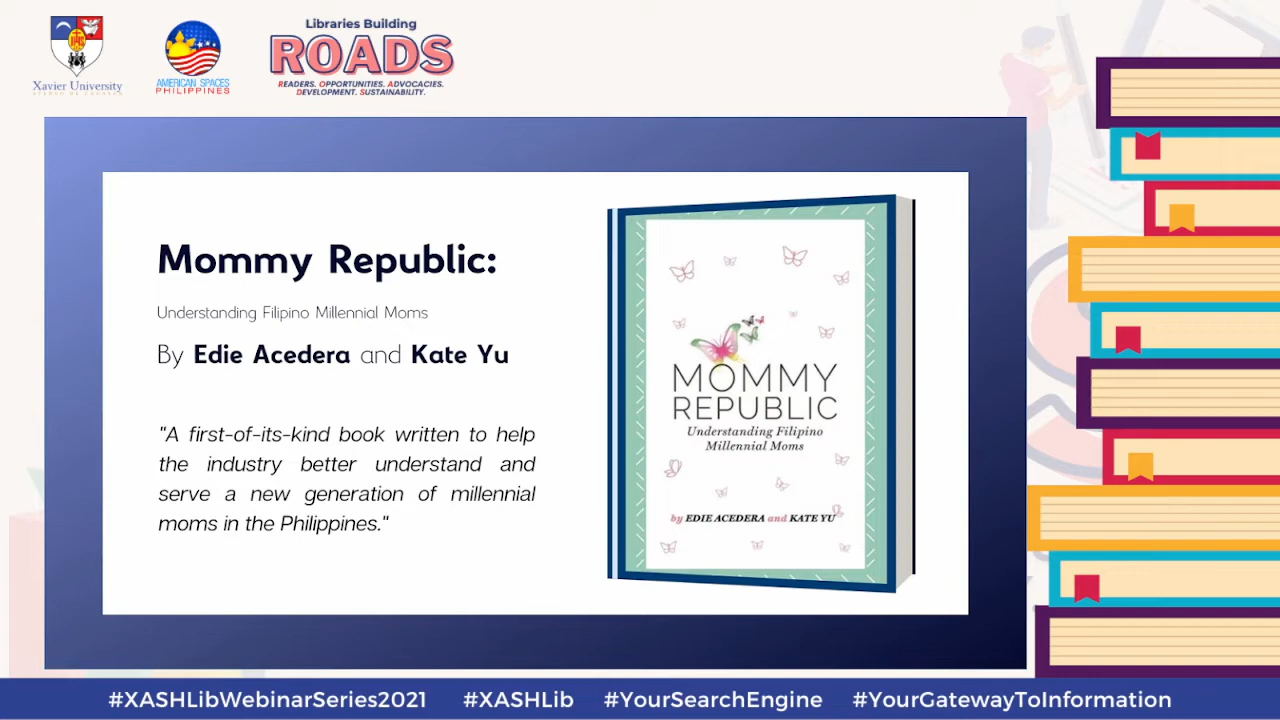 Xavier University
ATENEO DE CAGAYAN
AMERICAN SPACES
PHILIPPINES
Libraries Building
ROADS
READERS. OPPORTUNITIES. ADVOCACIES.
DEVELOPMENT. SUSTAINABILITY.
Mommy Republic:
Understanding Filipino Millennial Moms
By Edie Acedera and Kate Yu
"A first-of-its-kind book written to help
the industry better understand and
serve a new generation of millennial
moms in the Philippines."
MOMMY
REPUBLIC
Understanding Filipino
Millennial Moms
by EDIE ACEDERA and KATE YU
#XASHLibWebinarSeries2021 #XASHLib #YourSearchEngine #YourGatewayToInformation